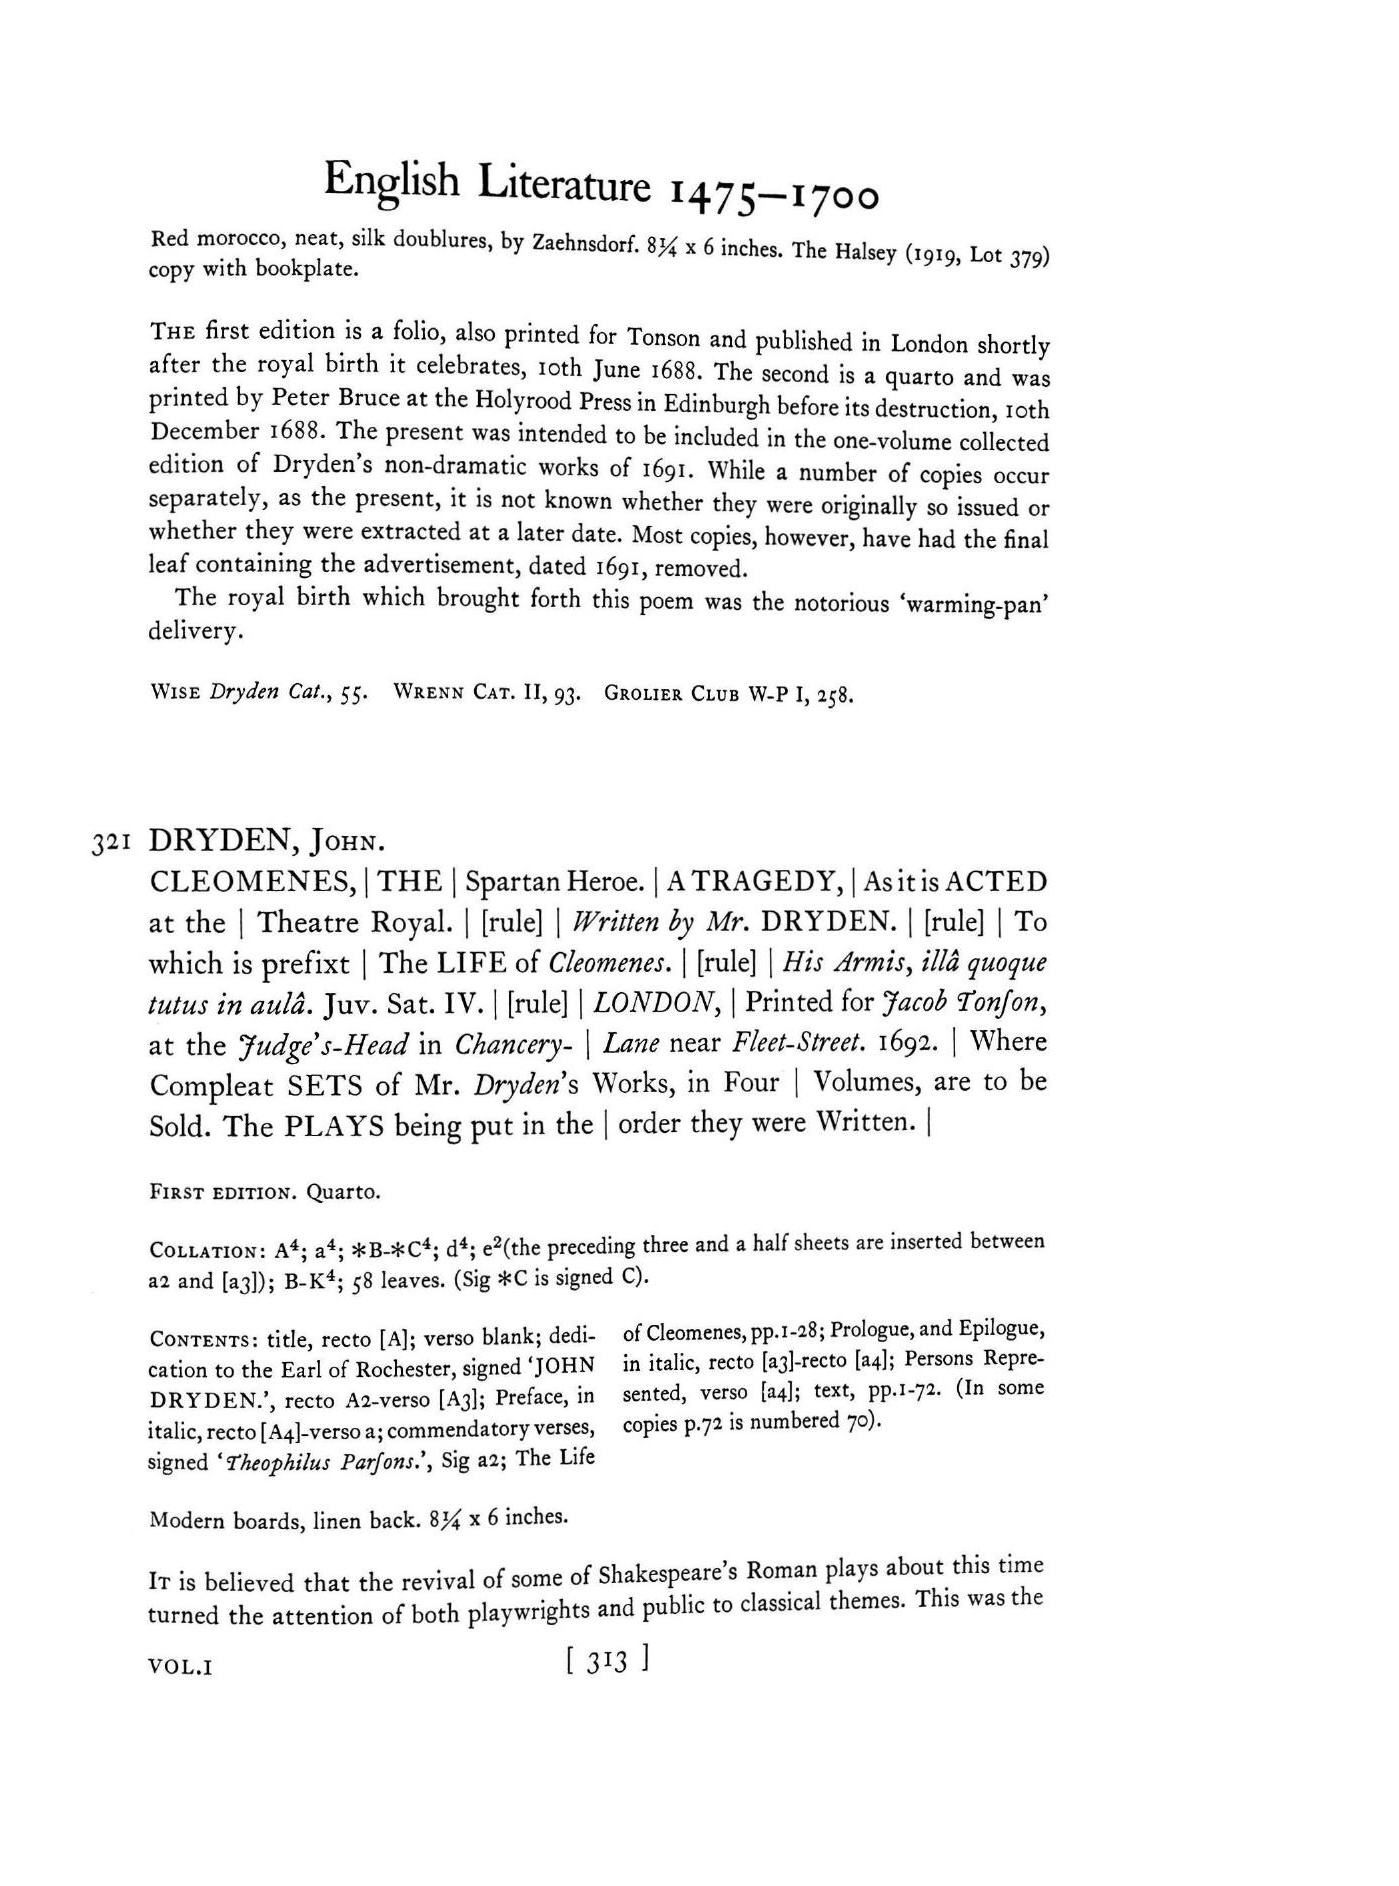 English Literature 1475–1700
Red morocco, neat, silk doublures, by Zaehnsdorf. 8¼ x 6 inches. The Halsey (1919, Lot 379)
copy with bookplate.
THE first edition is a folio, also printed for Tonson and published in London shortly
after the royal birth it celebrates, 10th June 1688. The second is a quarto and was
printed by Peter Bruce at the Holyrood Press in Edinburgh before its destruction, 10th
December 1688. The present was intended to be included in the one-volume collected
edition of Dryden's non-dramatic works of 1691. While a number of copies occur
separately, as the present, it is not known whether they were originally so issued or
whether they were extracted at a later date. Most copies, however, have had the final
leaf containing the advertisement, dated 1691, removed.
The royal birth which brought forth this poem was the notorious 'warming-pan'
delivery.
WISE Dryden Cat., 55. WRENN CAT. II, 93. GROLIER CLUB W-P I, 258.
321 DRYDEN, JOHN.
CLEOMENES, | THE | Spartan Heroe. | A TRAGEDY, | As it is ACTED
at the | Theatre Royal. | [rule] | Written by Mr. DRYDEN. | [rule] | To
which is prefixt | The LIFE of Cleomenes. | [rule] | His Armis, illâ quoque
tutus in aulâ. Juv. Sat. IV. | [rule] | LONDON, | Printed for Jacob Tonſon,
at the Judge's-Head in Chancery- | Lane near Fleet-Street. 1692. | Where
Compleat SETS of Mr. Dryden's Works, in Four | Volumes, are to be
Sold. The PLAYS being put in the | order they were Written. |
FIRST EDITION. Quarto.
COLLATION: A⁴; a⁴; *B-*C⁴; d⁴; e²(the preceding three and a half sheets are inserted between
a2 and [a3]); B-K⁴; 58 leaves. (Sig *C is signed C).
CONTENTS: title, recto [A]; verso blank; dedi-
cation to the Earl of Rochester, signed 'JOHN
DRYDEN.', recto A2-verso [A3]; Preface, in
italic, recto [A4]-verso a; commendatory verses,
signed 'Theophilus Parſons.', Sig a2; The Life
of Cleomenes, pp.1-28; Prologue, and Epilogue,
in italic, recto [a3]-recto [a4]; Persons Repre-
sented, verso [a4]; text, pp.1-72. (In some
copies p.72 is numbered 70).
Modern boards, linen back. 8¼ x 6 inches.
IT is believed that the revival of some of Shakespeare's Roman plays about this time
turned the attention of both playwrights and public to classical themes. This was the
VOL.I [ 313 ]